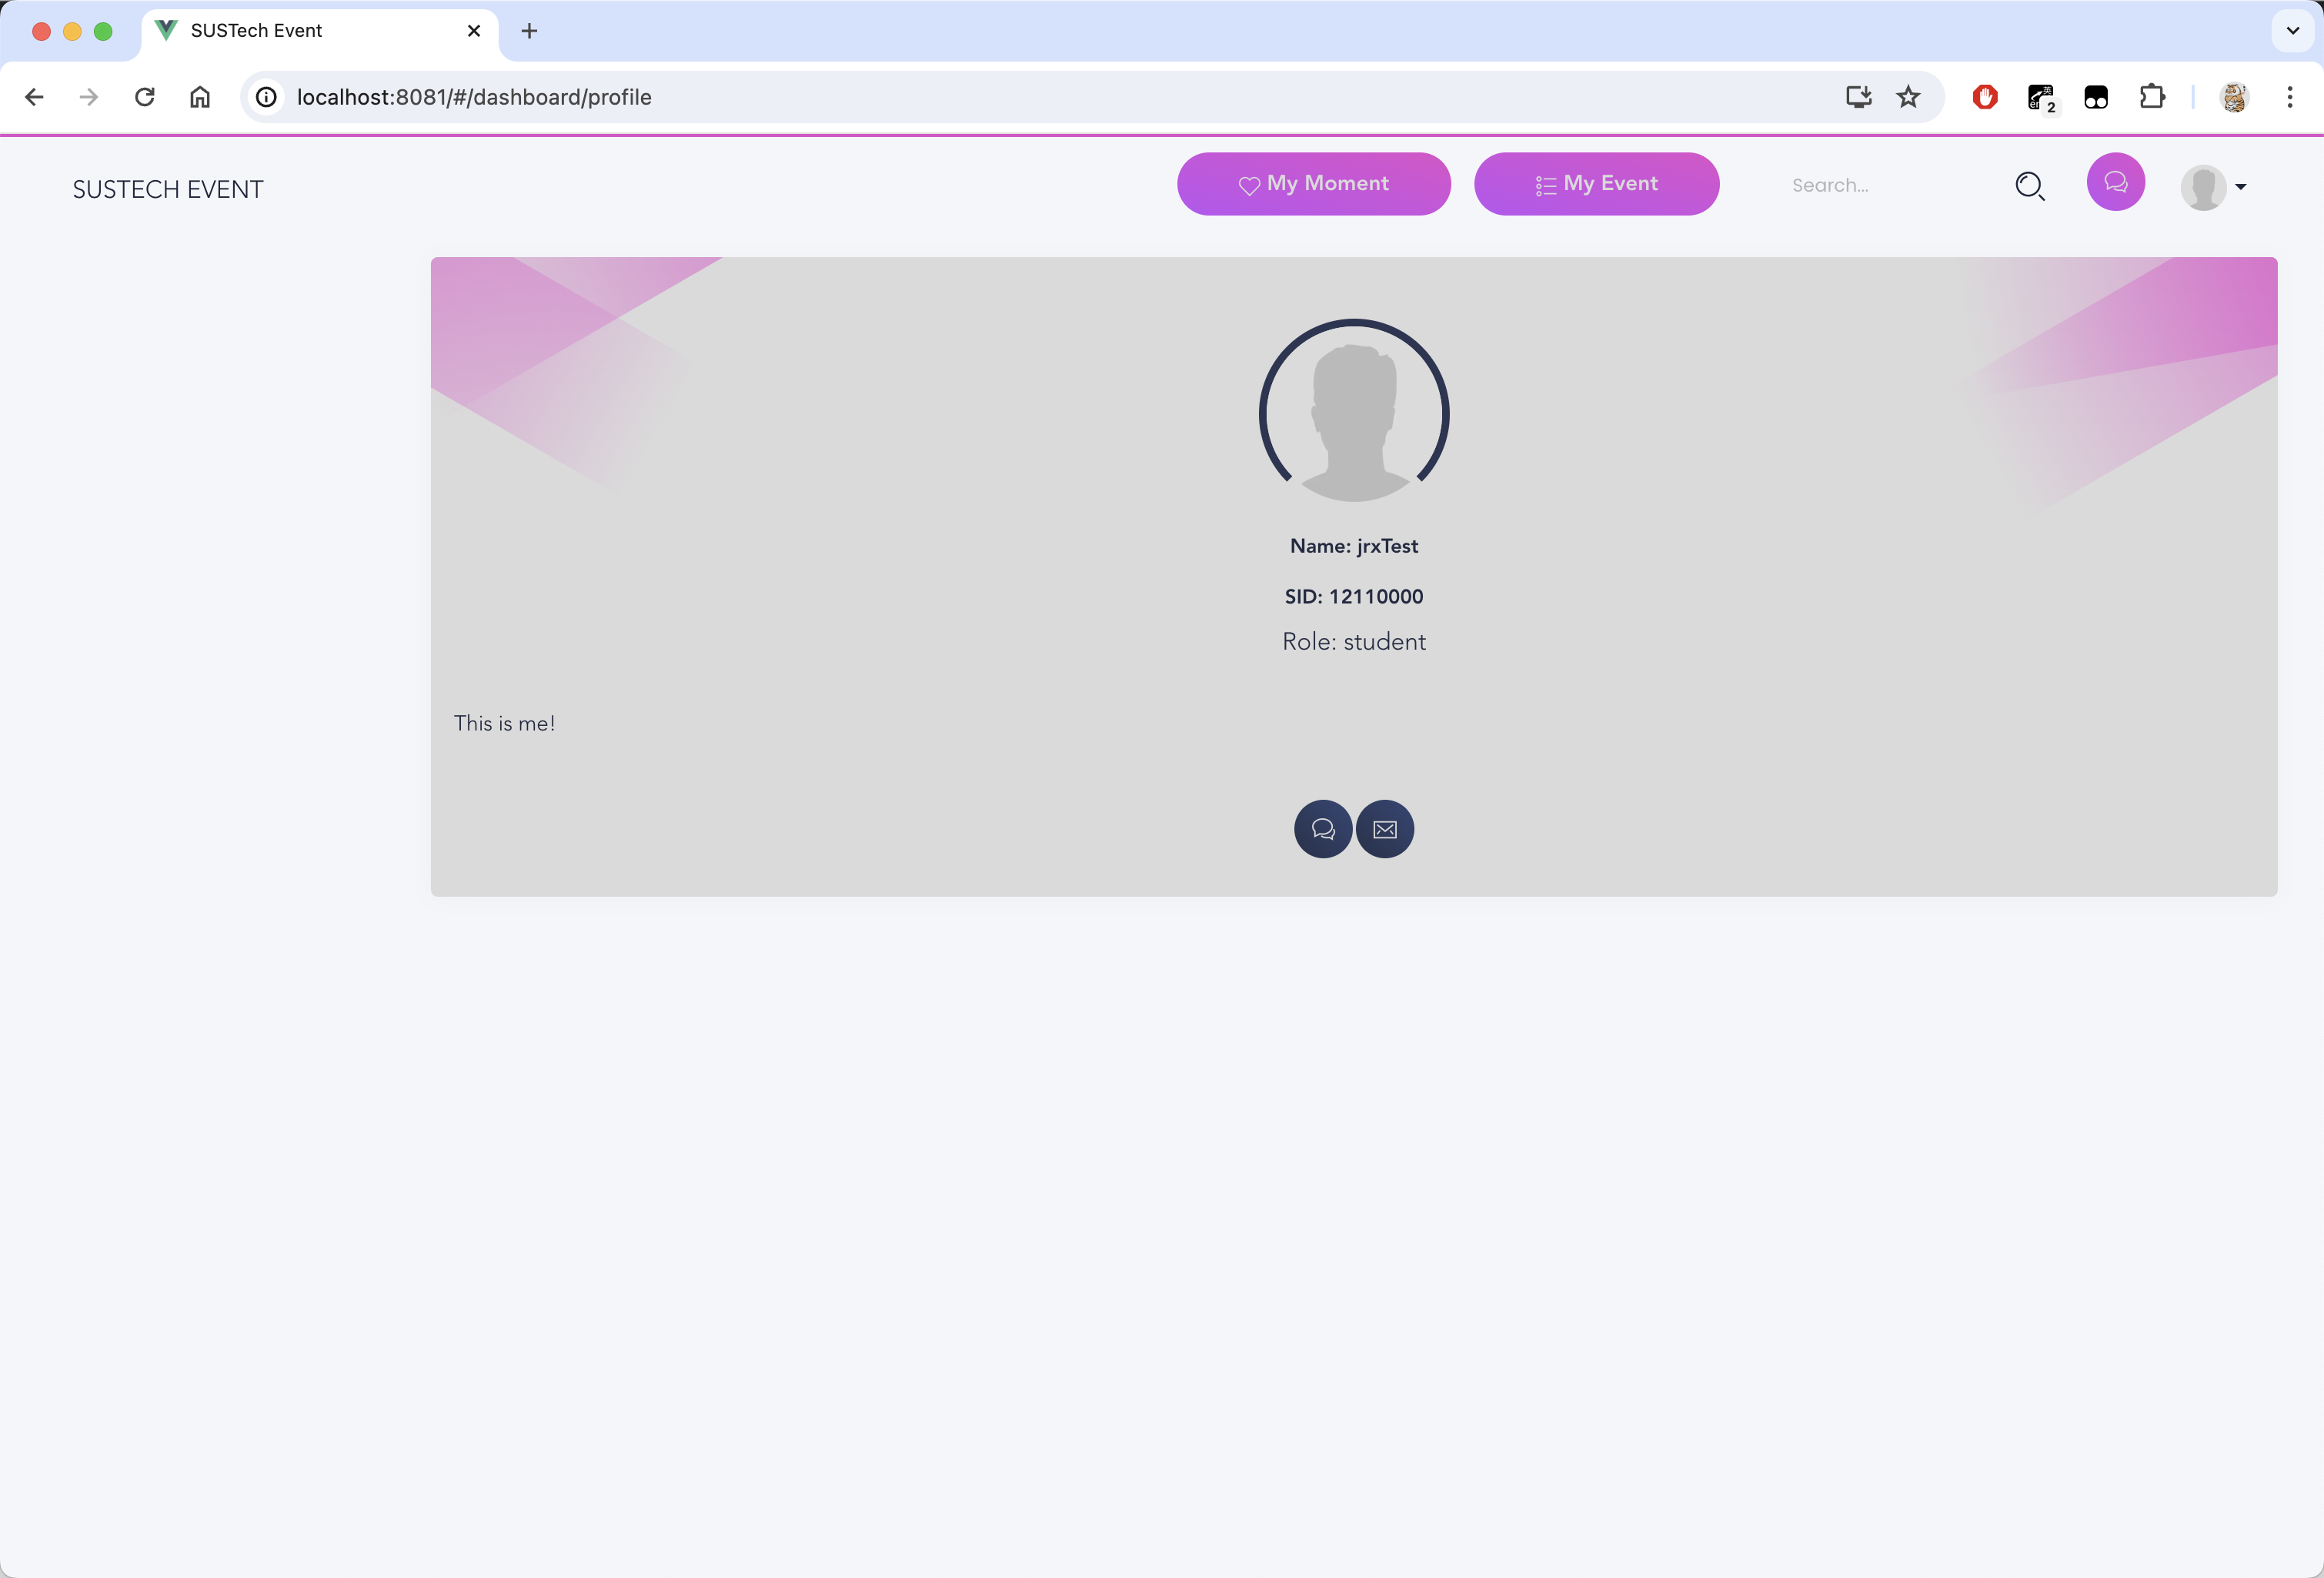 SUSTech Event
localhost:8081/#/dashboard/profile
2
SUSTECH EVENT
My Moment
My Event
Search...
Name: jrxTest
SID: 12110000
Role: student
This is me!